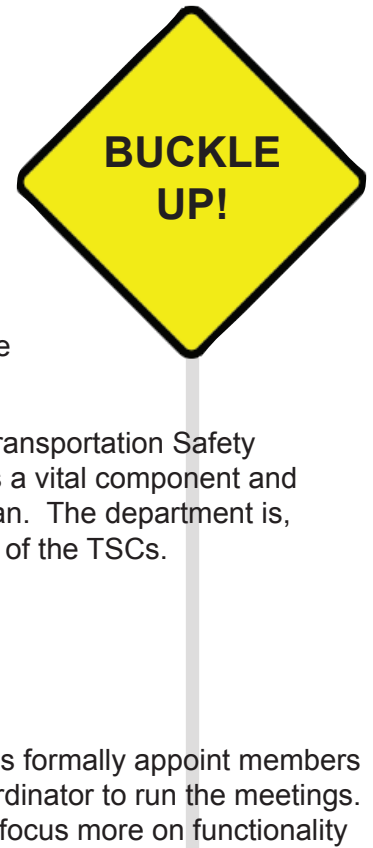 BUCKLE
UP!
e
ransportation Safety
s a vital component and
an.  The department is,
of the TSCs.
s formally appoint members
rdinator to run the meetings.
focus more on functionality